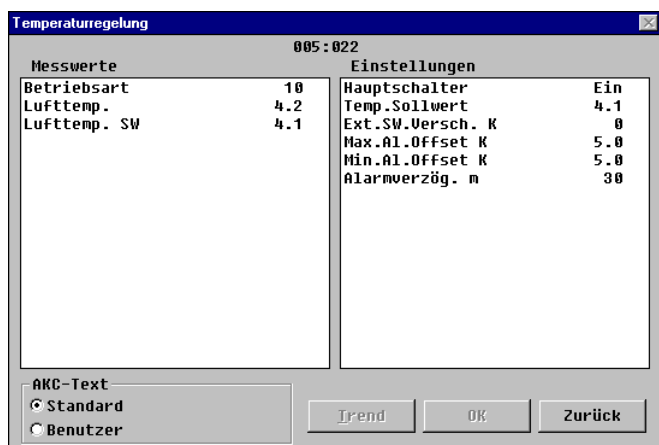 Temperaturregelung
005:022
Messwerte
Betriebsart 10
Lufttemp. 4.2
Lufttemp. SW 4.1
Einstellungen
Hauptschalter Ein
Temp.Sollwert 4.1
Ext.SW.Versch. K 0
Max.Al.Offset K 5.0
Min.Al.Offset K 5.0
Alarmverzög. m 30
AKC-Text
Standard
Benutzer
Trend
OK
Zurück